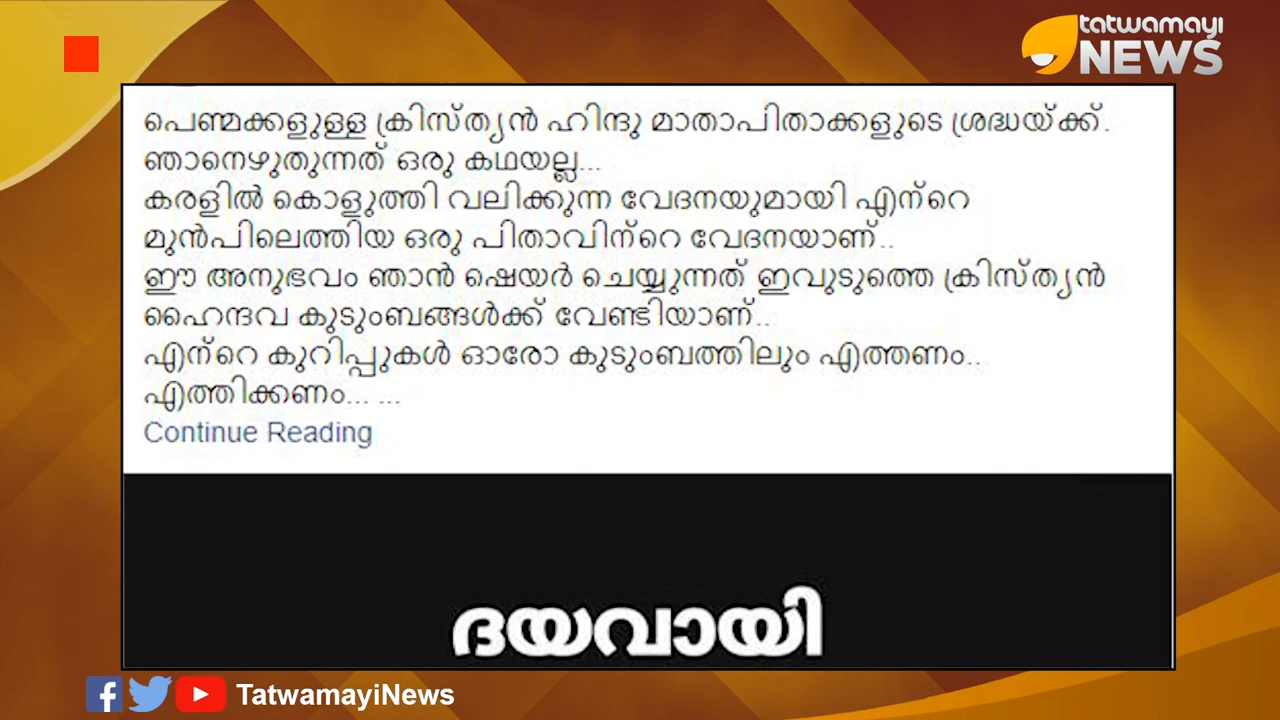 tatwamayi
NEWS
പെണ്മക്കളുള്ള ക്രിസ്ത്യൻ ഹിന്ദു മാതാപിതാക്കളുടെ ശ്രദ്ധയ്ക്ക്.
ഞാനെഴുതുന്നത് ഒരു കഥയല്ല...
കരളിൽ കൊളുത്തി വലിക്കുന്ന വേദനയുമായി എന്റെ
മുൻപിലെത്തിയ ഒരു പിതാവിന്റെ വേദനയാണ്..
ഈ അനുഭവം ഞാൻ ഷെയർ ചെയ്യുന്നത് ഇവുടുത്തെ ക്രിസ്ത്യൻ
ഹൈന്ദവ കുടുംബങ്ങൾക്ക് വേണ്ടിയാണ്..
എന്റെ കുറിപ്പുകൾ ഓരോ കുടുംബത്തിലും എത്തണം..
എത്തിക്കണം... ...
Continue Reading
ദയവായി
TatwamayiNews